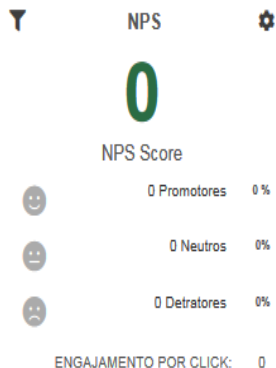 NPS
0
NPS Score
0 Promotores 0 %
0 Neutros 0%
0 Detratores 0%
ENGAJAMENTO POR CLICK: 0